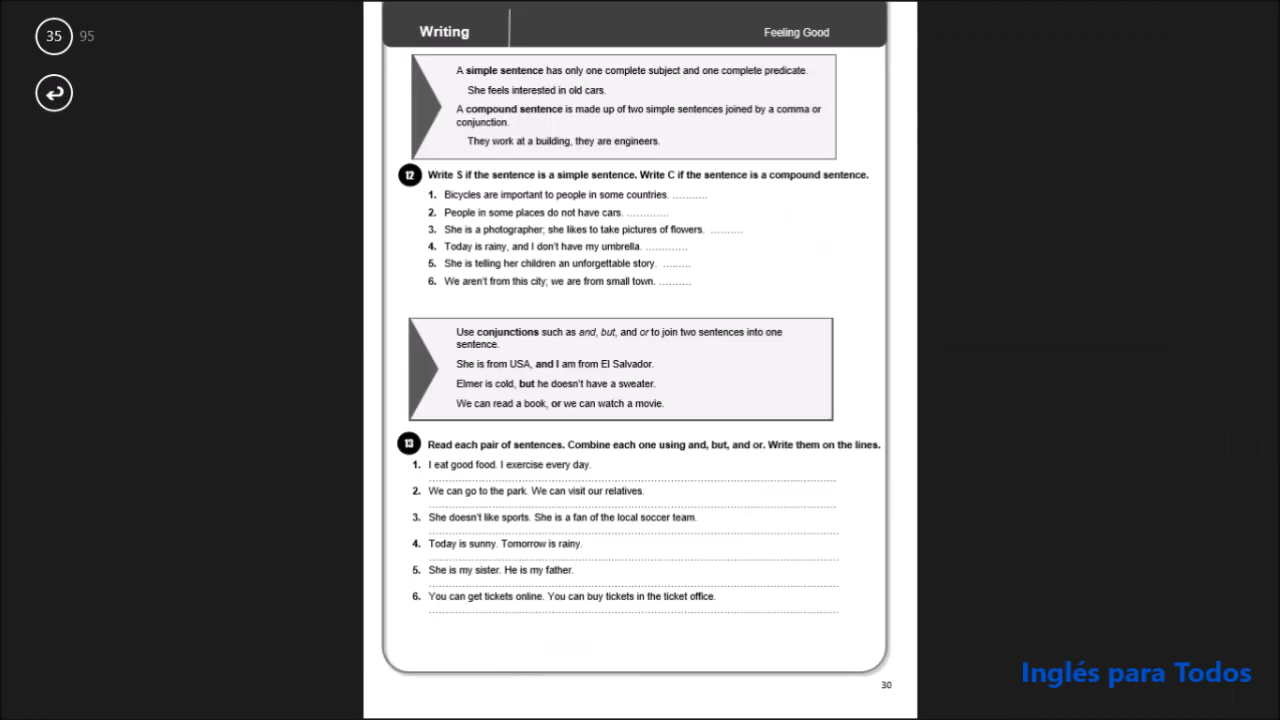 35 95
Writing
Feeling Good
A simple sentence has only one complete subject and one complete predicate.
She feels interested in old cars.
A compound sentence is made up of two simple sentences joined by a comma or
conjunction.
They work at a building, they are engineers.
12 Write S if the sentence is a simple sentence. Write C if the sentence is a compound sentence.
1. Bicycles are important to people in some countries. ...........
2. People in some places do not have cars. .............
3. She is a photographer; she likes to take pictures of flowers. ..........
4. Today is rainy, and I don't have my umbrella. .............
5. She is telling her children an unforgettable story. .........
6. We aren't from this city; we are from small town. ..........
Use conjunctions such as and, but, and or to join two sentences into one
sentence.
She is from USA, and I am from El Salvador.
Elmer is cold, but he doesn't have a sweater.
We can read a book, or we can watch a movie.
13 Read each pair of sentences. Combine each one using and, but, and or. Write them on the lines.
1. I eat good food. I exercise every day.
2. We can go to the park. We can visit our relatives.
3. She doesn't like sports. She is a fan of the local soccer team.
4. Today is sunny. Tomorrow is rainy.
5. She is my sister. He is my father.
6. You can get tickets online. You can buy tickets in the ticket office.
Inglés para Todos
30